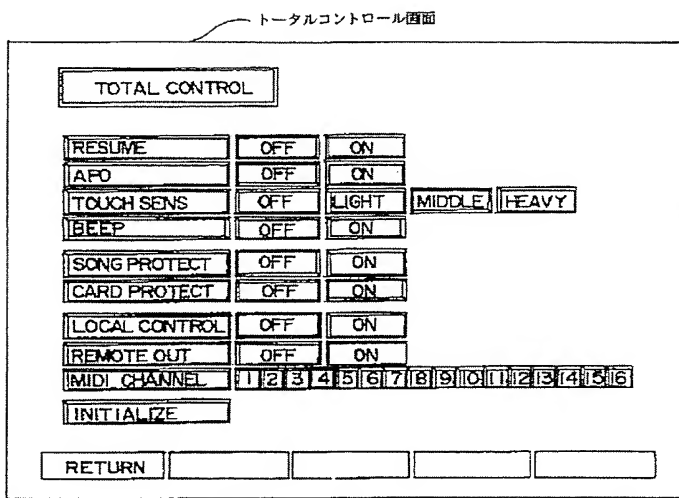 トータルコントロール画面
TOTAL CONTROL
RESUME OFF ON
APO OFF ON
TOUCH SENS OFF LIGHT MIDDLE HEAVY
BEEP OFF ON
SONG PROTECT OFF ON
CARD PROTECT OFF ON
LOCAL CONTROL OFF ON
REMOTE OUT OFF ON
MIDI CHANNEL 1 2 3 4 5 6 7 8 9 10 11 12 13 14 15 16
INITIALIZE
RETURN